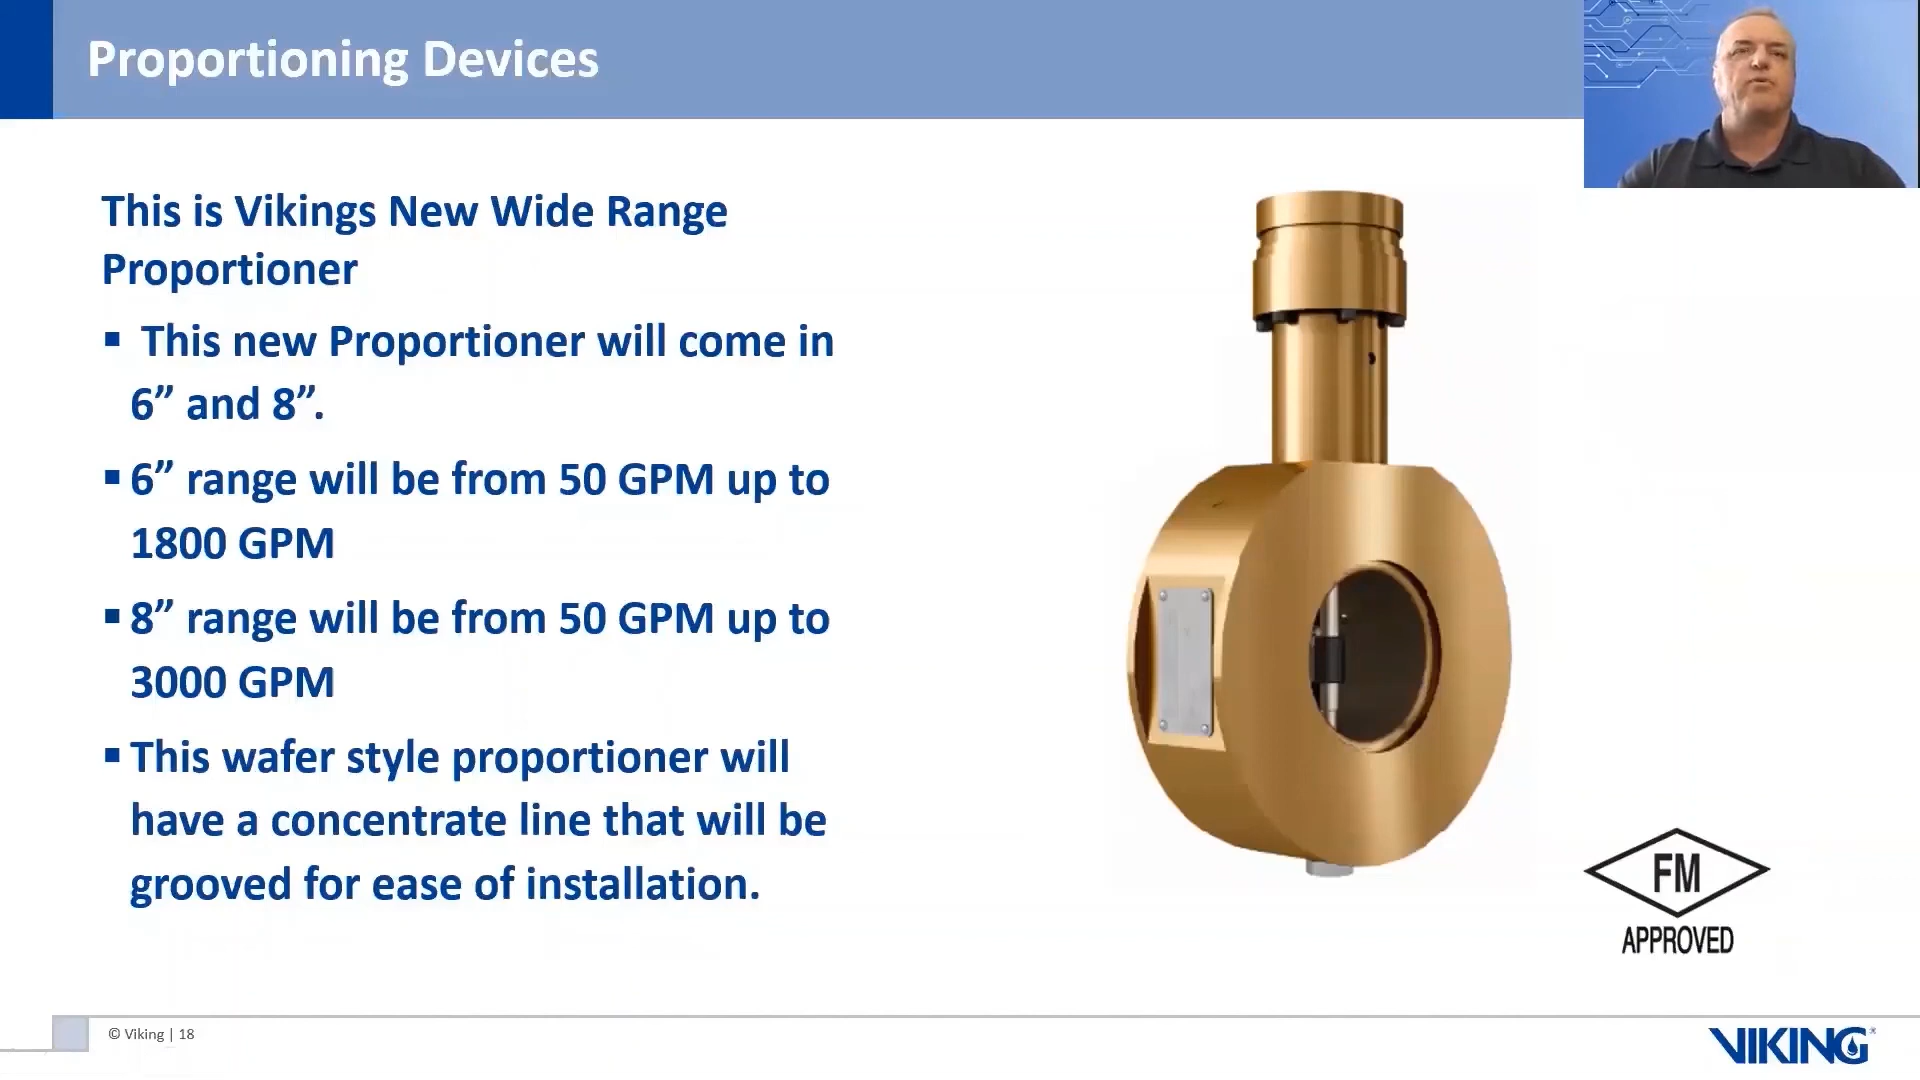 Proportioning Devices
This is Vikings New Wide Range
Proportioner
▪ This new Proportioner will come in
6” and 8”.
▪ 6” range will be from 50 GPM up to
1800 GPM
▪ 8” range will be from 50 GPM up to
3000 GPM
▪ This wafer style proportioner will
have a concentrate line that will be
grooved for ease of installation.
FM
APPROVED
© Viking | 18
VIKING